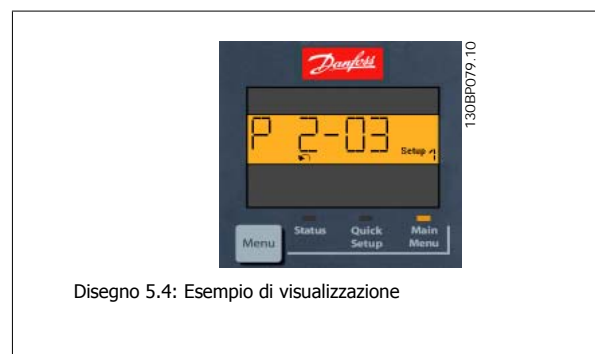 Danfoss
130BP079.10
P 2-03
Setup 1
Menu
Status
Quick Setup
Main Menu
Disegno 5.4: Esempio di visualizzazione